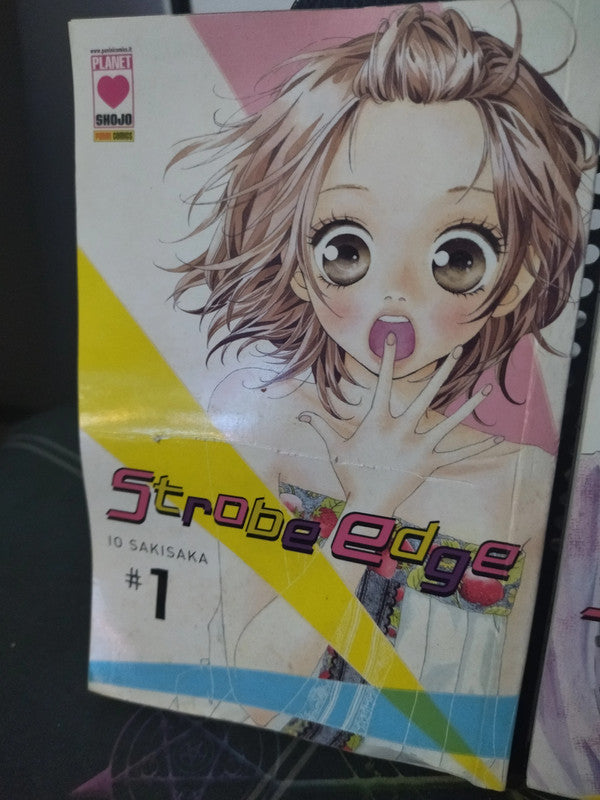 www.paninicomics.it
PLANET
SHOJO
PANINI COMICS
Strobe edge
IO SAKISAKA
#1